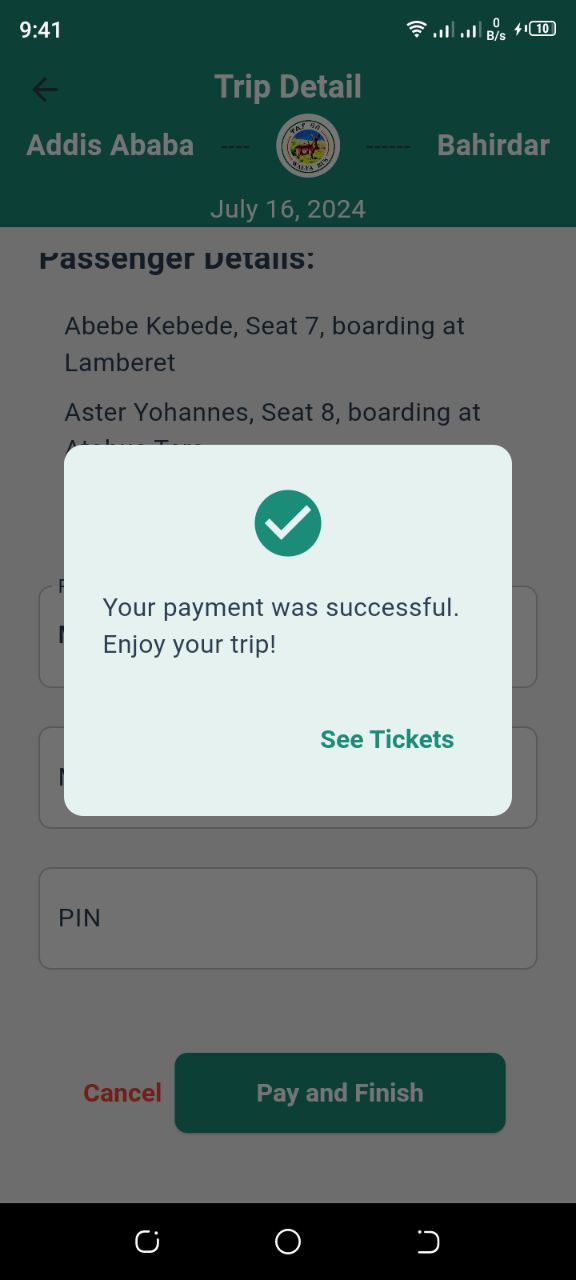 9:41
0
B/s
10
Trip Detail
Addis Ababa ---- ------ Bahirdar
WALYA BUS
July 16, 2024
Passenger Details:
Abebe Kebede, Seat 7, boarding at
Lamberet
Aster Yohannes, Seat 8, boarding at
Your payment was successful.
Enjoy your trip!
See Tickets
PIN
Cancel
Pay and Finish